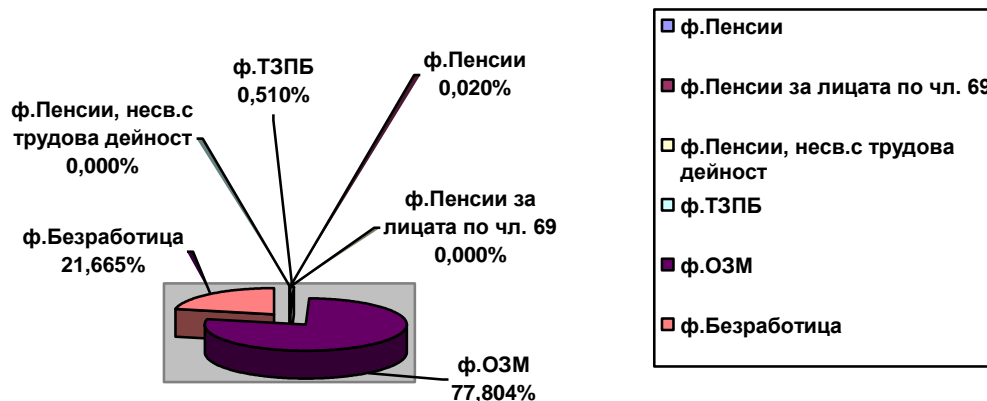 ф.ТЗПБ
0,510%
ф.Пенсии
0,020%
ф.Пенсии, несв.с
трудова дейност
0,000%
ф.Пенсии за
лицата по чл. 69
0,000%
ф.Безработица
21,665%
ф.ОЗМ
77,804%
ф.Пенсии
ф.Пенсии за лицата по чл. 69
ф.Пенсии, несв.с трудова
дейност
ф.ТЗПБ
ф.ОЗМ
ф.Безработица